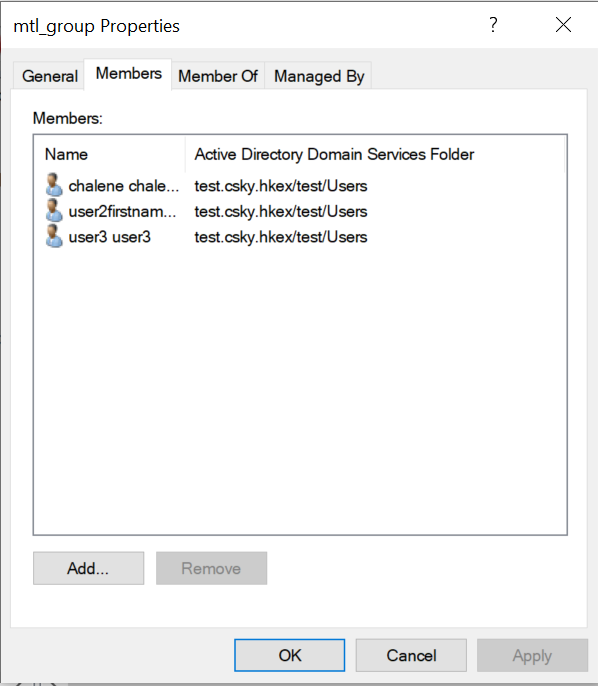 mtl_group Properties ?
General Members Member Of Managed By
Members:
Name Active Directory Domain Services Folder
chalene chale... test.csky.hkex/test/Users
user2firstnam... test.csky.hkex/test/Users
user3 user3 test.csky.hkex/test/Users
Add... Remove
OK Cancel Apply